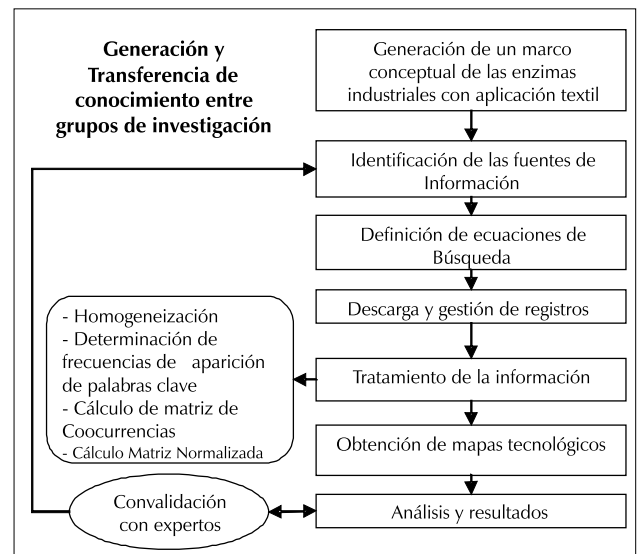 Generación y
Transferencia de
conocimiento entre
grupos de investigación
Generación de un marco
conceptual de las enzimas
industriales con aplicación textil
Identificación de las fuentes de
Información
Definición de ecuaciones de
Búsqueda
Descarga y gestión de registros
- Homogeneización
- Determinación de
frecuencias de aparición
de palabras clave
- Cálculo de matriz de
Coocurrencias
- Cálculo Matriz Normalizada
Tratamiento de la información
Obtención de mapas tecnológicos
Convalidación
con expertos
Análisis y resultados